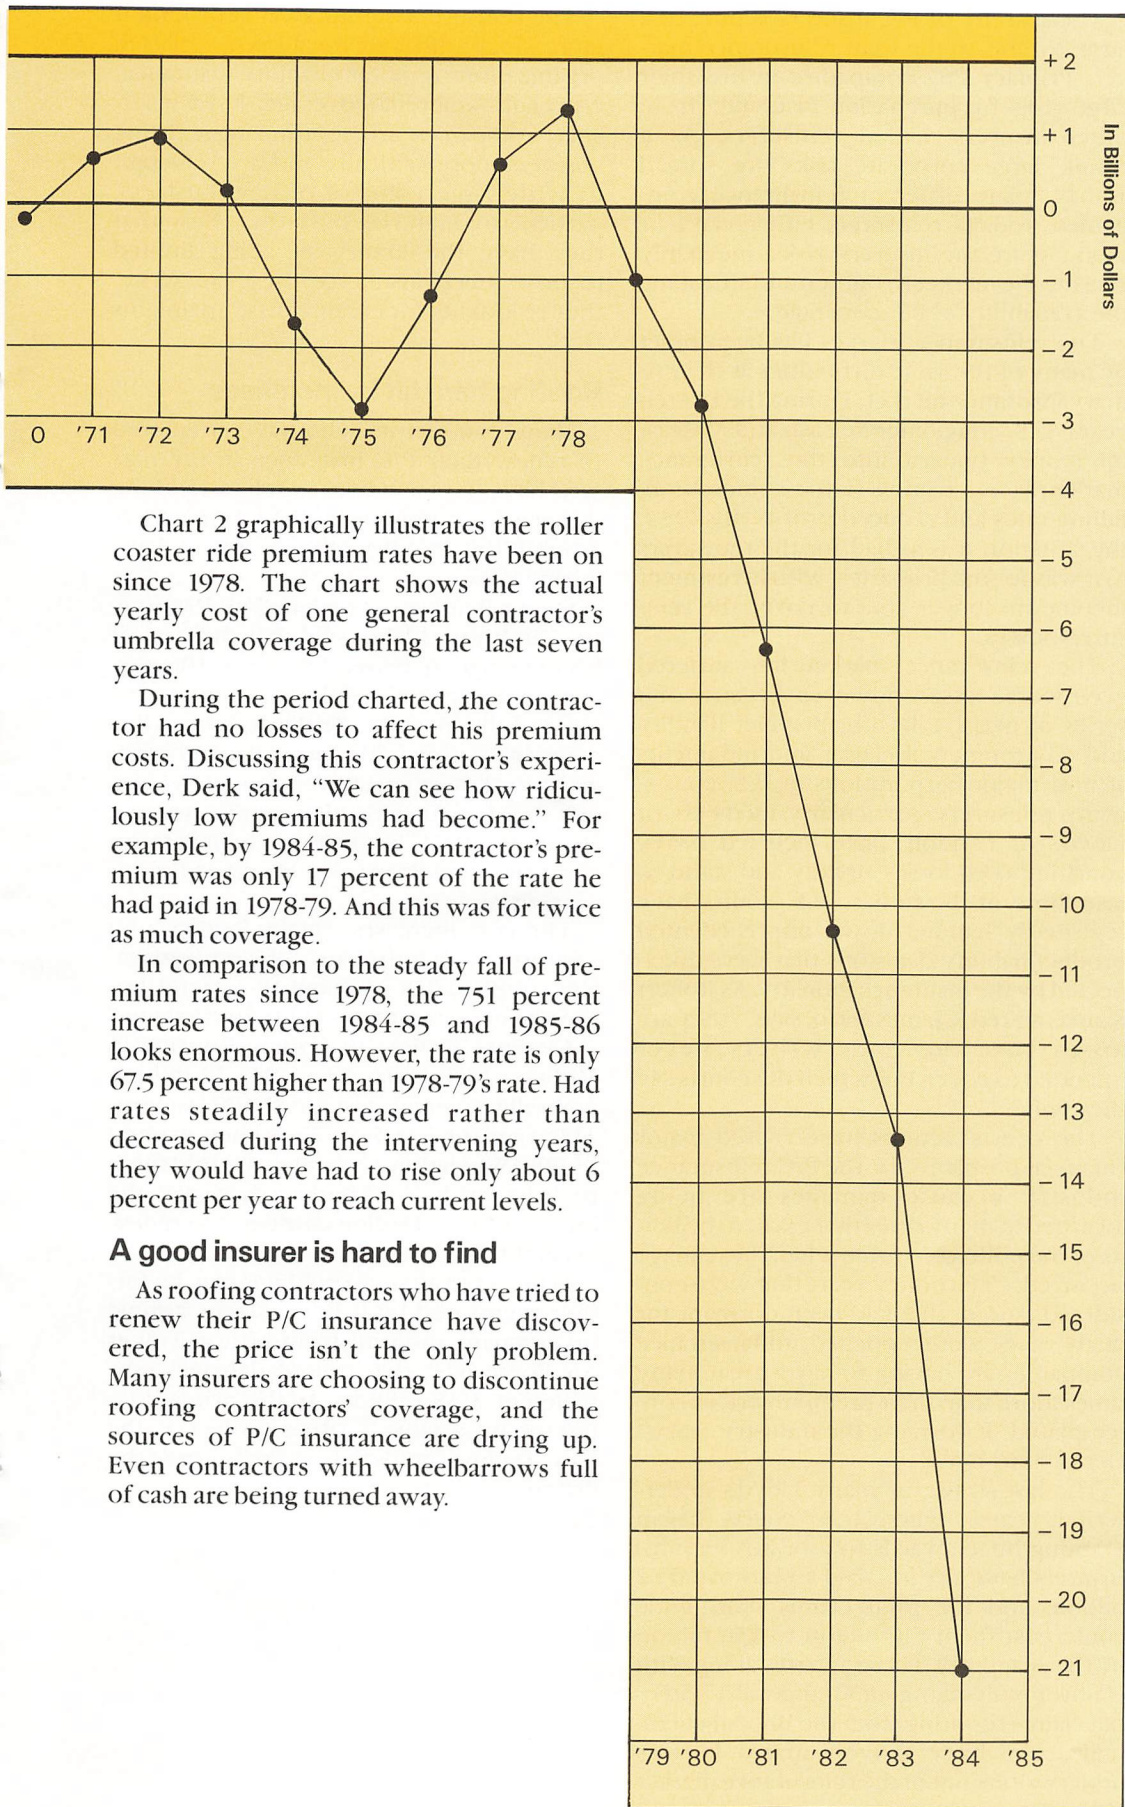 +2
+1
0
-1
-2
-3
-4
-5
-6
-7
-8
-9
-10
-11
-12
-13
-14
-15
-16
-17
-18
-19
-20
-21
In Billions of Dollars
0 '71 '72 '73 '74 '75 '76 '77 '78
Chart 2 graphically illustrates the roller
coaster ride premium rates have been on
since 1978. The chart shows the actual
yearly cost of one general contractor's
umbrella coverage during the last seven
years.
During the period charted, the contrac-
tor had no losses to affect his premium
costs. Discussing this contractor's experi-
ence, Derk said, “We can see how ridicu-
lously low premiums had become.” For
example, by 1984-85, the contractor's pre-
mium was only 17 percent of the rate he
had paid in 1978-79. And this was for twice
as much coverage.
In comparison to the steady fall of pre-
mium rates since 1978, the 751 percent
increase between 1984-85 and 1985-86
looks enormous. However, the rate is only
67.5 percent higher than 1978-79's rate. Had
rates steadily increased rather than
decreased during the intervening years,
they would have had to rise only about 6
percent per year to reach current levels.
A good insurer is hard to find
As roofing contractors who have tried to
renew their P/C insurance have discov-
ered, the price isn't the only problem.
Many insurers are choosing to discontinue
roofing contractors' coverage, and the
sources of P/C insurance are drying up.
Even contractors with wheelbarrows full
of cash are being turned away.
'79 '80 '81 '82 '83 '84 '85